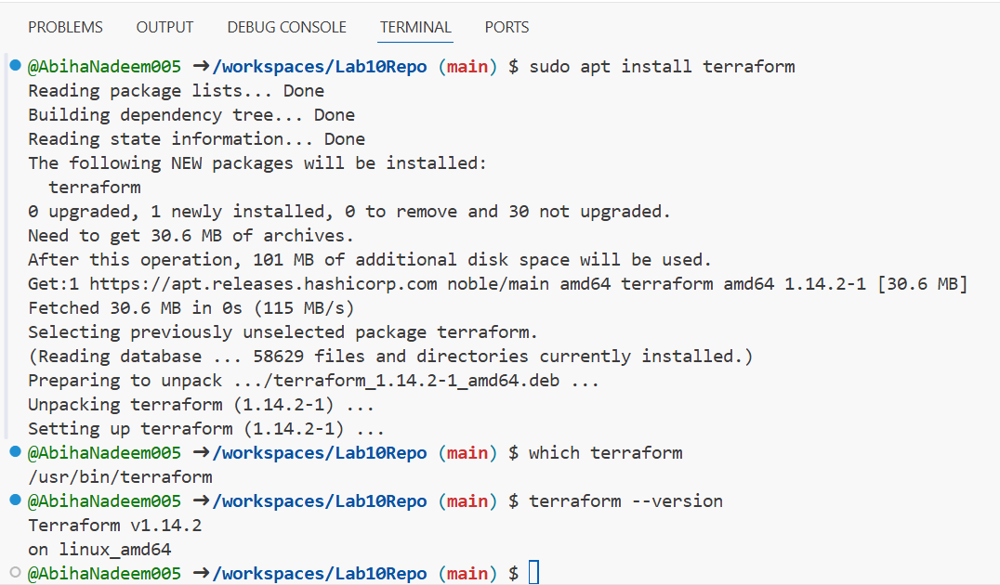 PROBLEMS OUTPUT DEBUG CONSOLE TERMINAL PORTS
@AbihaNadeem005 →/workspaces/Lab10Repo (main) $ sudo apt install terraform
Reading package lists... Done
Building dependency tree... Done
Reading state information... Done
The following NEW packages will be installed:
  terraform
0 upgraded, 1 newly installed, 0 to remove and 30 not upgraded.
Need to get 30.6 MB of archives.
After this operation, 101 MB of additional disk space will be used.
Get:1 https://apt.releases.hashicorp.com noble/main amd64 terraform amd64 1.14.2-1 [30.6 MB]
Fetched 30.6 MB in 0s (115 MB/s)
Selecting previously unselected package terraform.
(Reading database ... 58629 files and directories currently installed.)
Preparing to unpack .../terraform_1.14.2-1_amd64.deb ...
Unpacking terraform (1.14.2-1) ...
Setting up terraform (1.14.2-1) ...
@AbihaNadeem005 →/workspaces/Lab10Repo (main) $ which terraform
/usr/bin/terraform
@AbihaNadeem005 →/workspaces/Lab10Repo (main) $ terraform --version
Terraform v1.14.2
on linux_amd64
@AbihaNadeem005 →/workspaces/Lab10Repo (main) $